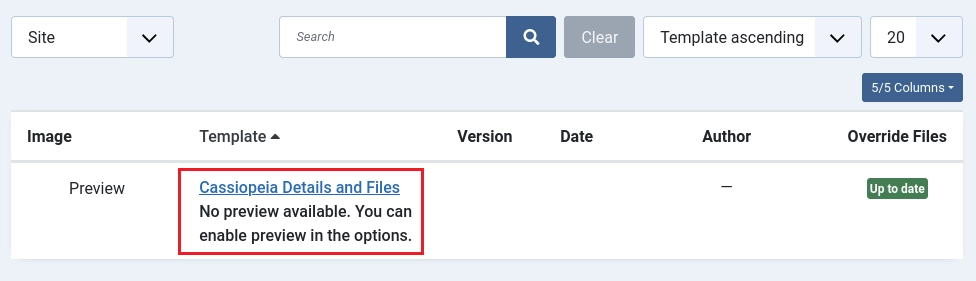 Site
Search
Clear
Template ascending
20
5/5 Columns
Image Template Version Date Author Override Files
Preview Cassiopeia Details and Files — Up to date
No preview available. You can
enable preview in the options.